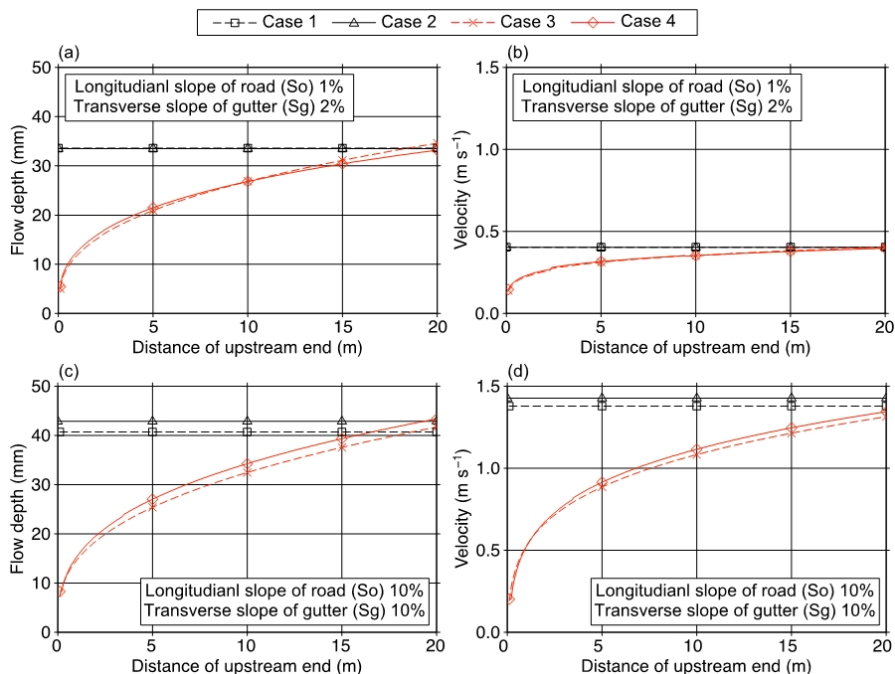 Case 1 Case 2 Case 3 Case 4
(a)
50
40
30
20
10
0
Flow depth (mm)
Longitudianl slope of road (So) 1%
Transverse slope of gutter (Sg) 2%
0 5 10 15 20
Distance of upstream end (m)
(b)
1.5
1.0
0.5
0.0
Velocity (m s⁻¹)
Longitudianl slope of road (So) 1%
Transverse slope of gutter (Sg) 2%
0 5 10 15 20
Distance of upstream end (m)
(c)
50
40
30
20
10
0
Flow depth (mm)
Longitudianl slope of road (So) 10%
Transverse slope of gutter (Sg) 10%
0 5 10 15 20
Distance of upstream end (m)
(d)
1.5
1.0
0.5
0.0
Velocity (m s⁻¹)
Longitudianl slope of road (So) 10%
Transverse slope of gutter (Sg) 10%
0 5 10 15 20
Distance of upstream end (m)